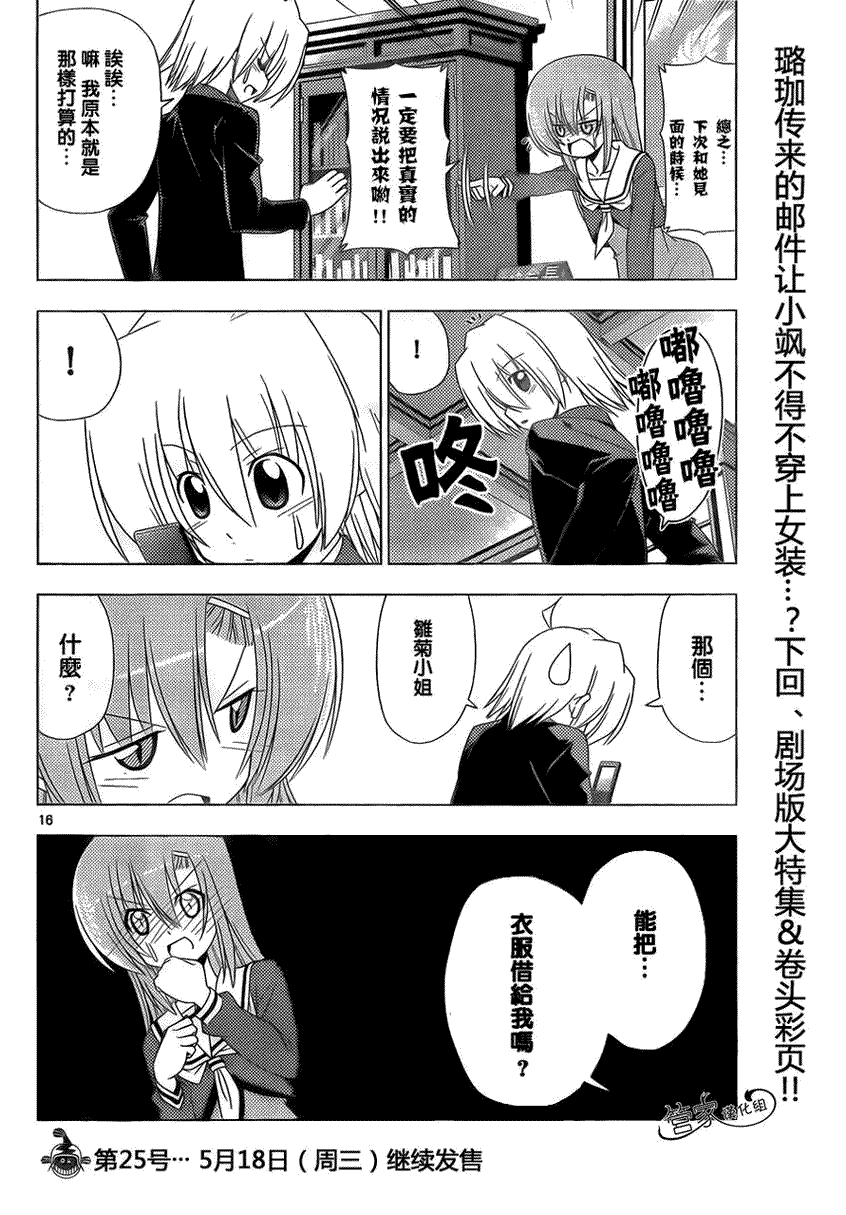 總之…
下次和她見
面的時候…
一定要把真實的
情況說出來喲!!
誒誒…
嘛 我原本就是
那樣打算的…
嘟嚕嚕嚕
嘟嚕嚕嚕嚕
!
咚
!
那個…
雛菊小姐
什麼?
16
能把…
衣服借給我嗎?
璐珈传来的邮件让小飒不得不穿上女装…?下回、剧场版大特集&卷头彩页!!
管家漢化组
第25号… 5月18日（周三）继续发售